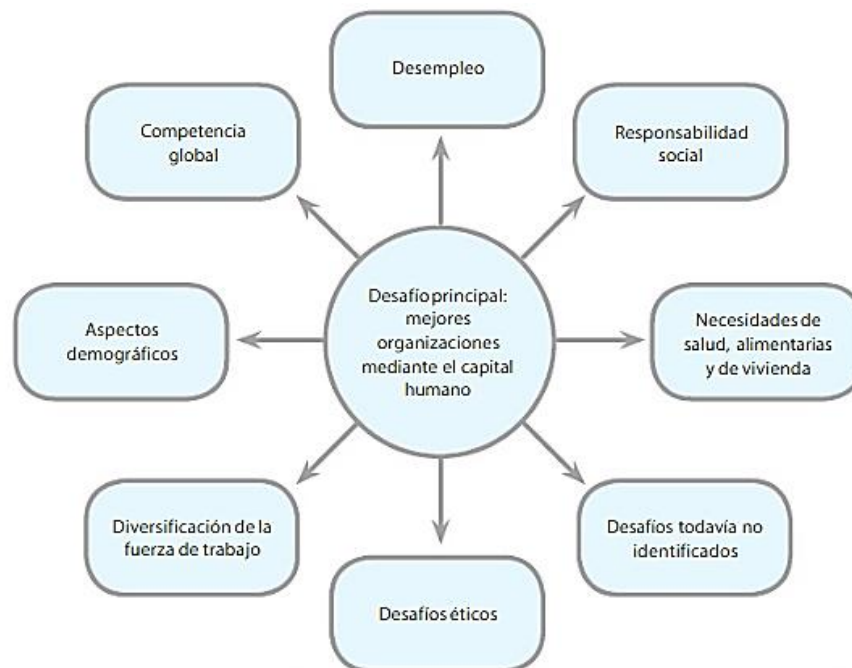 Desempleo
Competencia
global
Responsabilidad
social
Desafío principal:
mejores
organizaciones
mediante el capital
humano
Aspectos
demográficos
Necesidades de
salud, alimentarias
y de vivienda
Diversificación de la
fuerza de trabajo
Desafíos todavía no
identificados
Desafíos éticos